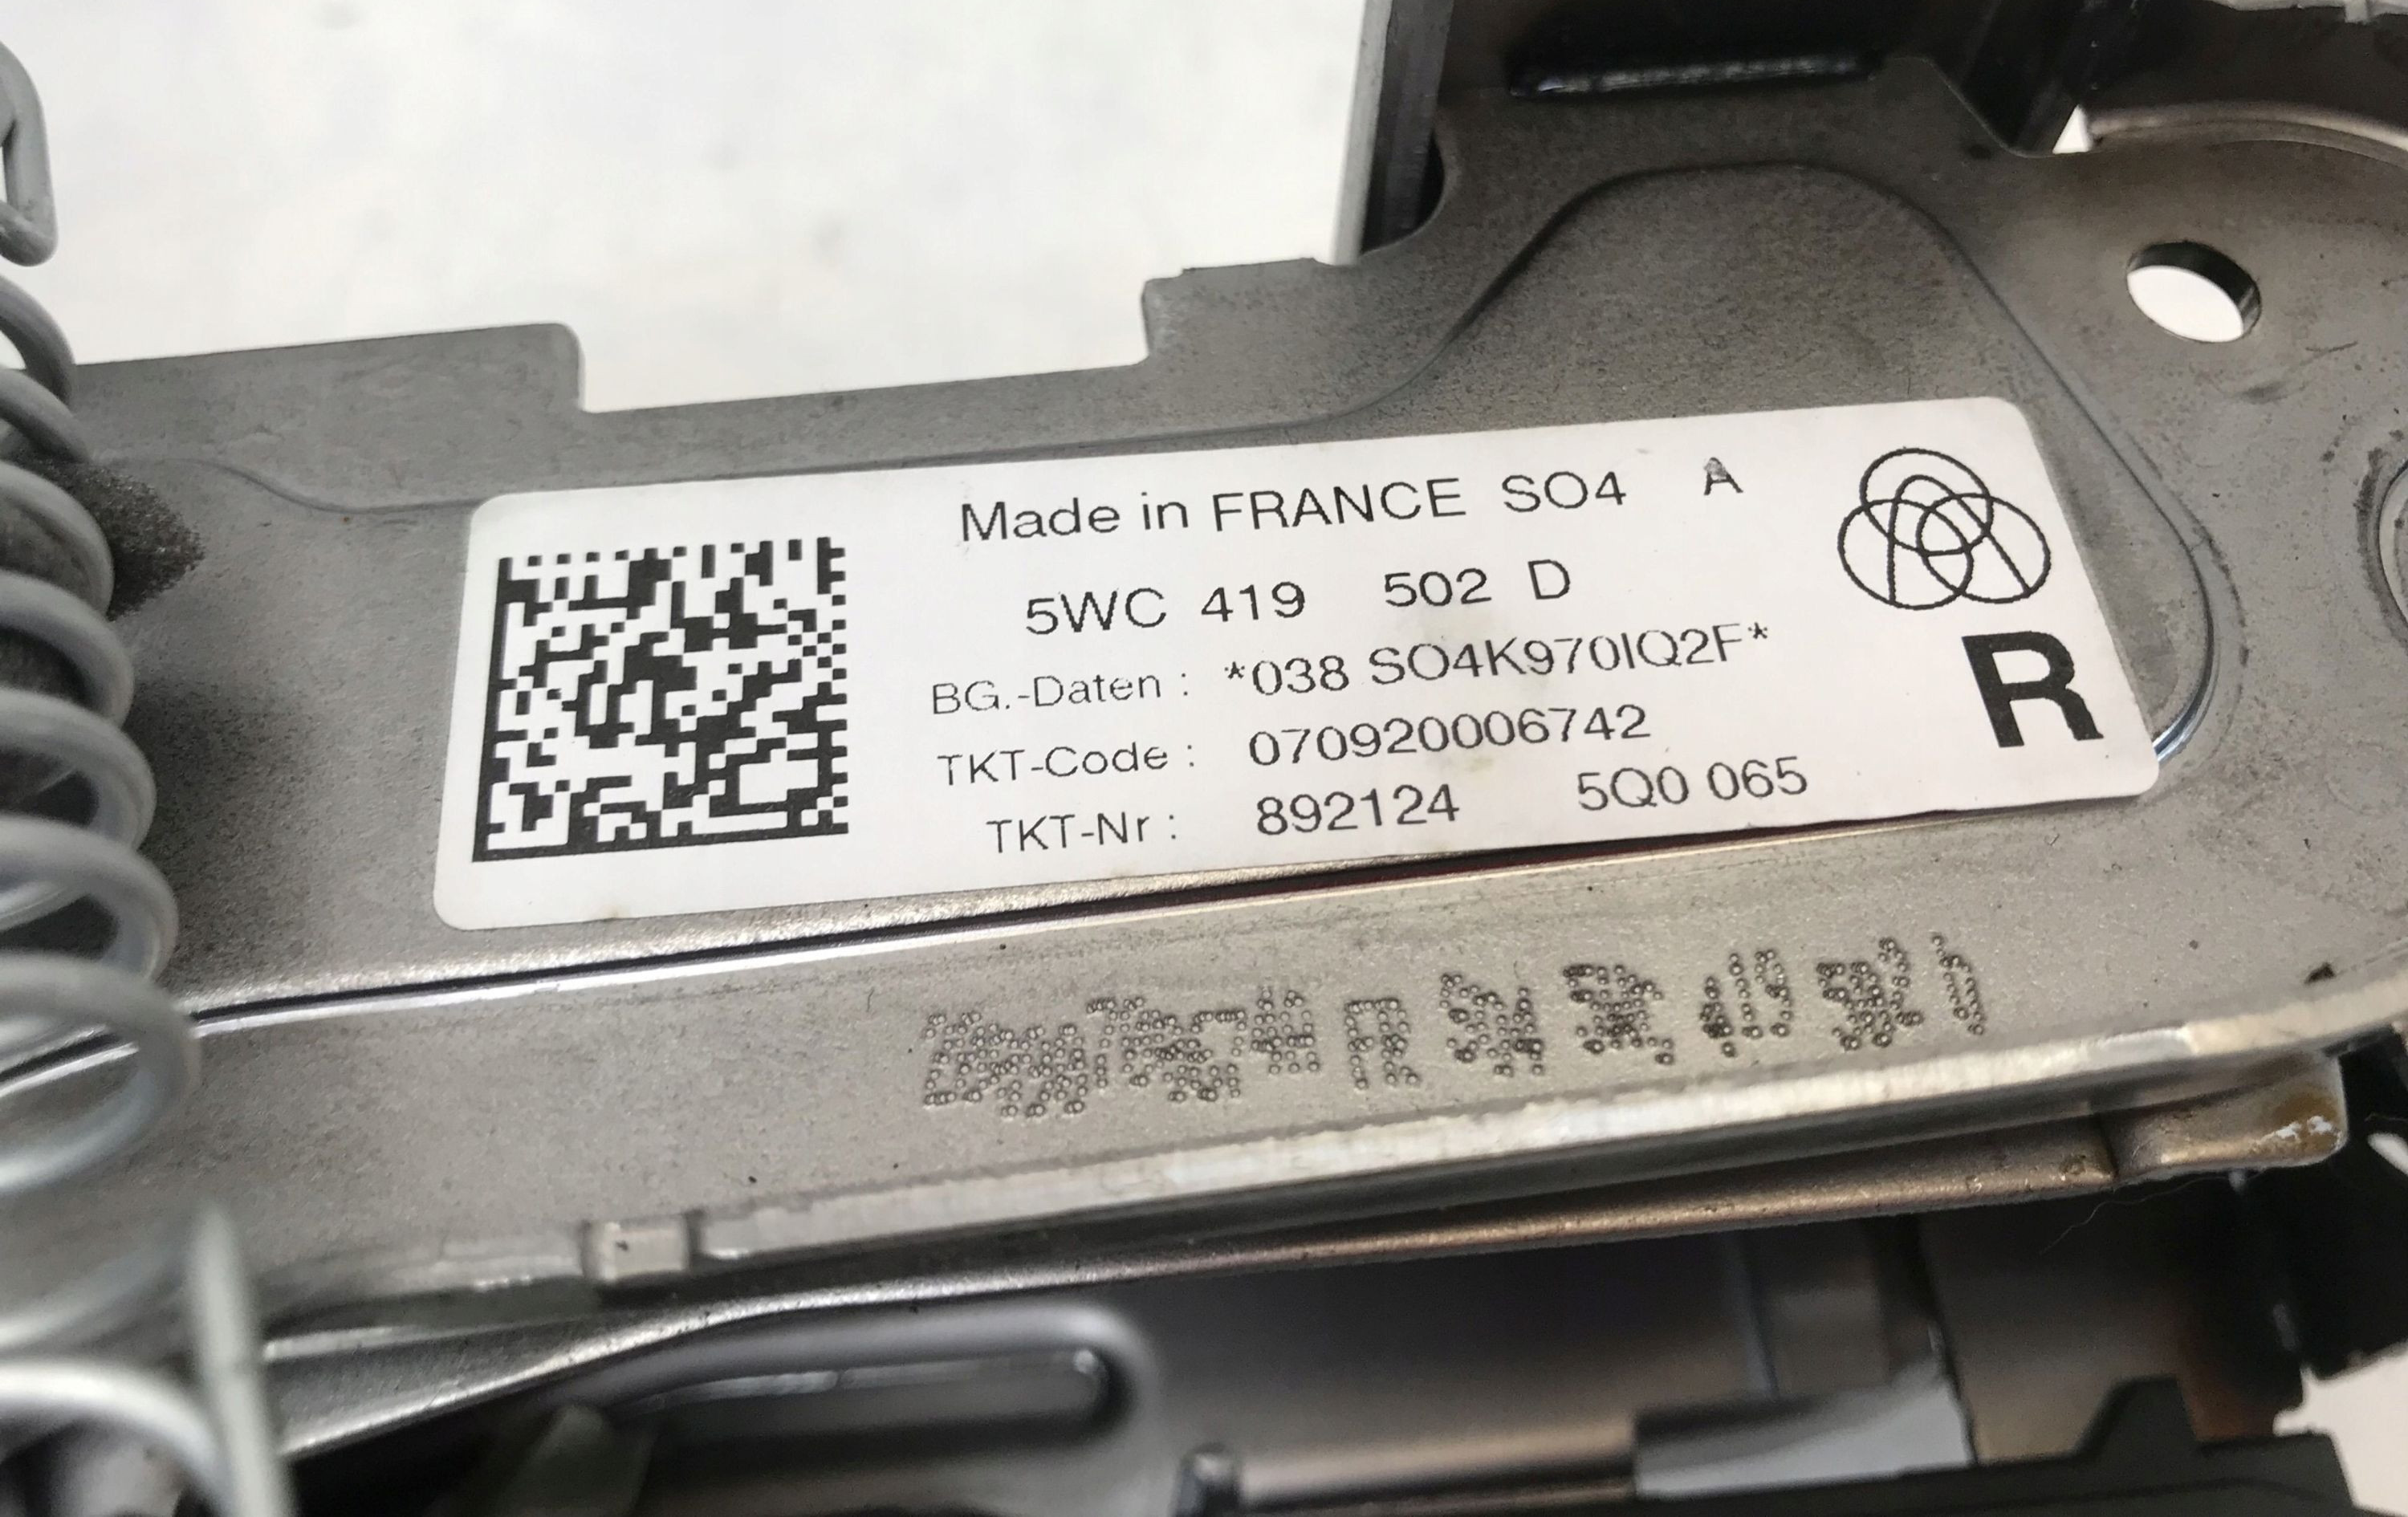 Made in FRANCE SO4 A
5WC 419 502 D
BG.-Daten : *038 SO4K970IQ2F*
TKT-Code : 070920006742
TKT-Nr : 892124 5Q0 065
R